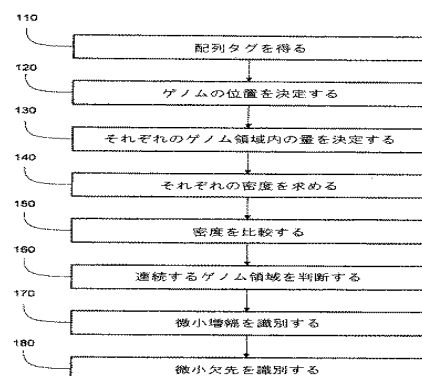 110
配列タグを得る
120
ゲノムの位置を決定する
130
それぞれのゲノム領域内の量を決定する
140
それぞれの密度を求める
150
密度を比較する
160
連続するゲノム領域を判断する
170
微小増幅を識別する
180
微小欠失を識別する